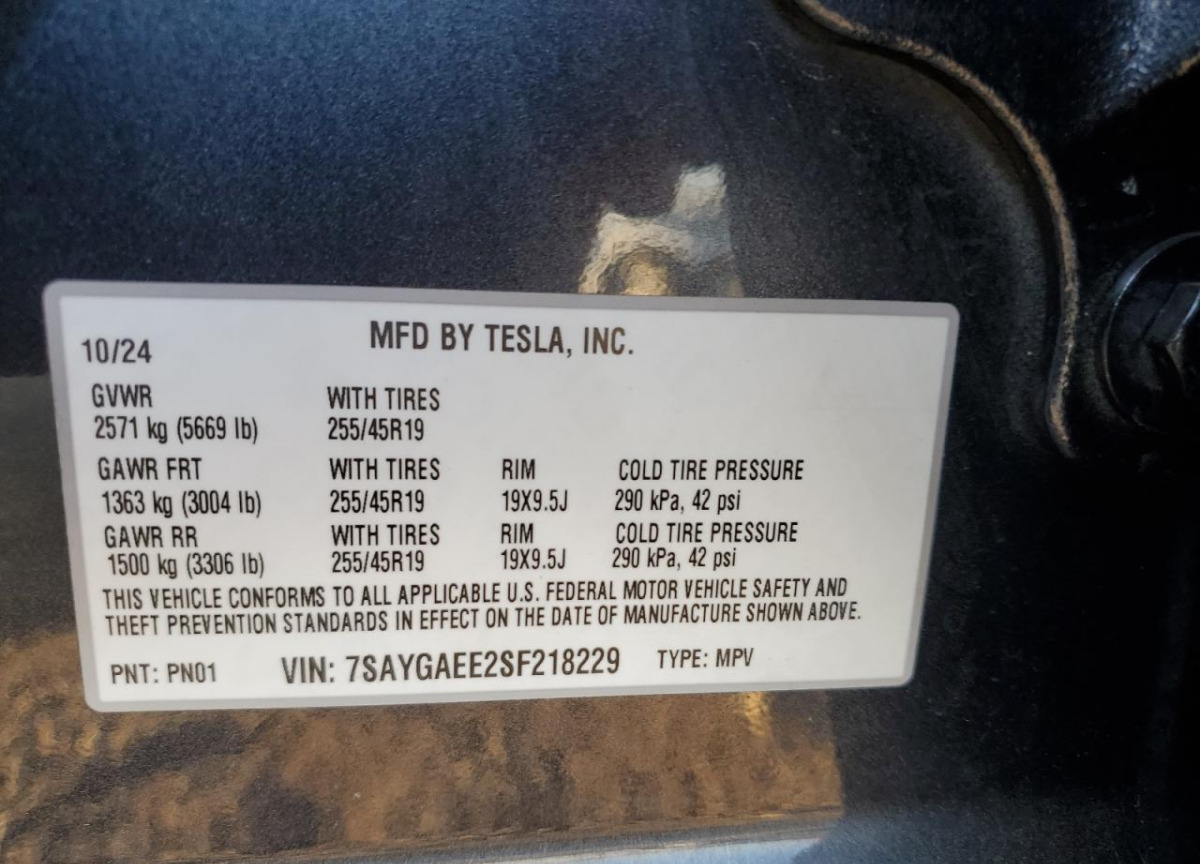 MFD BY TESLA, INC.
10/24
GVWR WITH TIRES
2571 kg (5669 lb) 255/45R19
GAWR FRT WITH TIRES RIM COLD TIRE PRESSURE
1363 kg (3004 lb) 255/45R19 19X9.5J 290 kPa, 42 psi
GAWR RR WITH TIRES RIM COLD TIRE PRESSURE
1500 kg (3306 lb) 255/45R19 19X9.5J 290 kPa, 42 psi
THIS VEHICLE CONFORMS TO ALL APPLICABLE U.S. FEDERAL MOTOR VEHICLE SAFETY AND
THEFT PREVENTION STANDARDS IN EFFECT ON THE DATE OF MANUFACTURE SHOWN ABOVE.
PNT: PN01 VIN: 7SAYGAEE2SF218229 TYPE: MPV